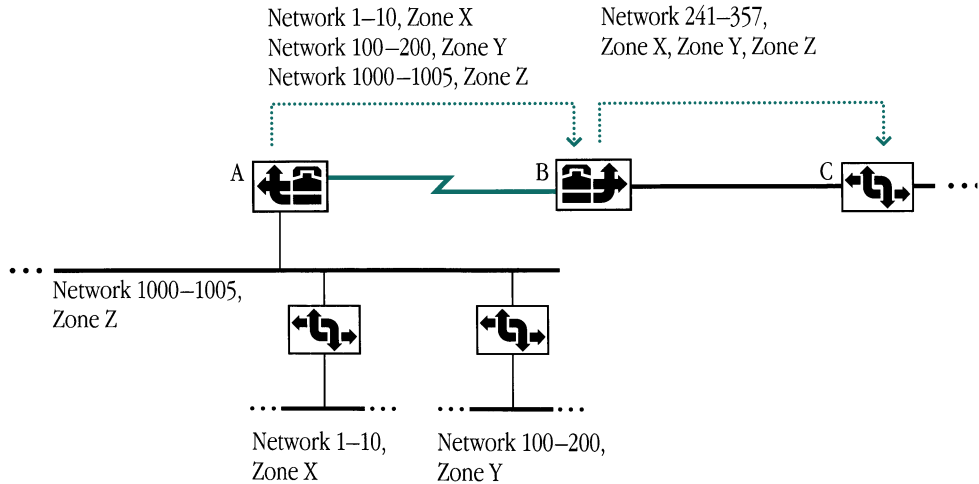 Network 1–10, Zone X
Network 100–200, Zone Y
Network 1000–1005, Zone Z
Network 241–357,
Zone X, Zone Y, Zone Z
A
B
C
Network 1000–1005,
Zone Z
Network 1–10,
Zone X
Network 100–200,
Zone Y